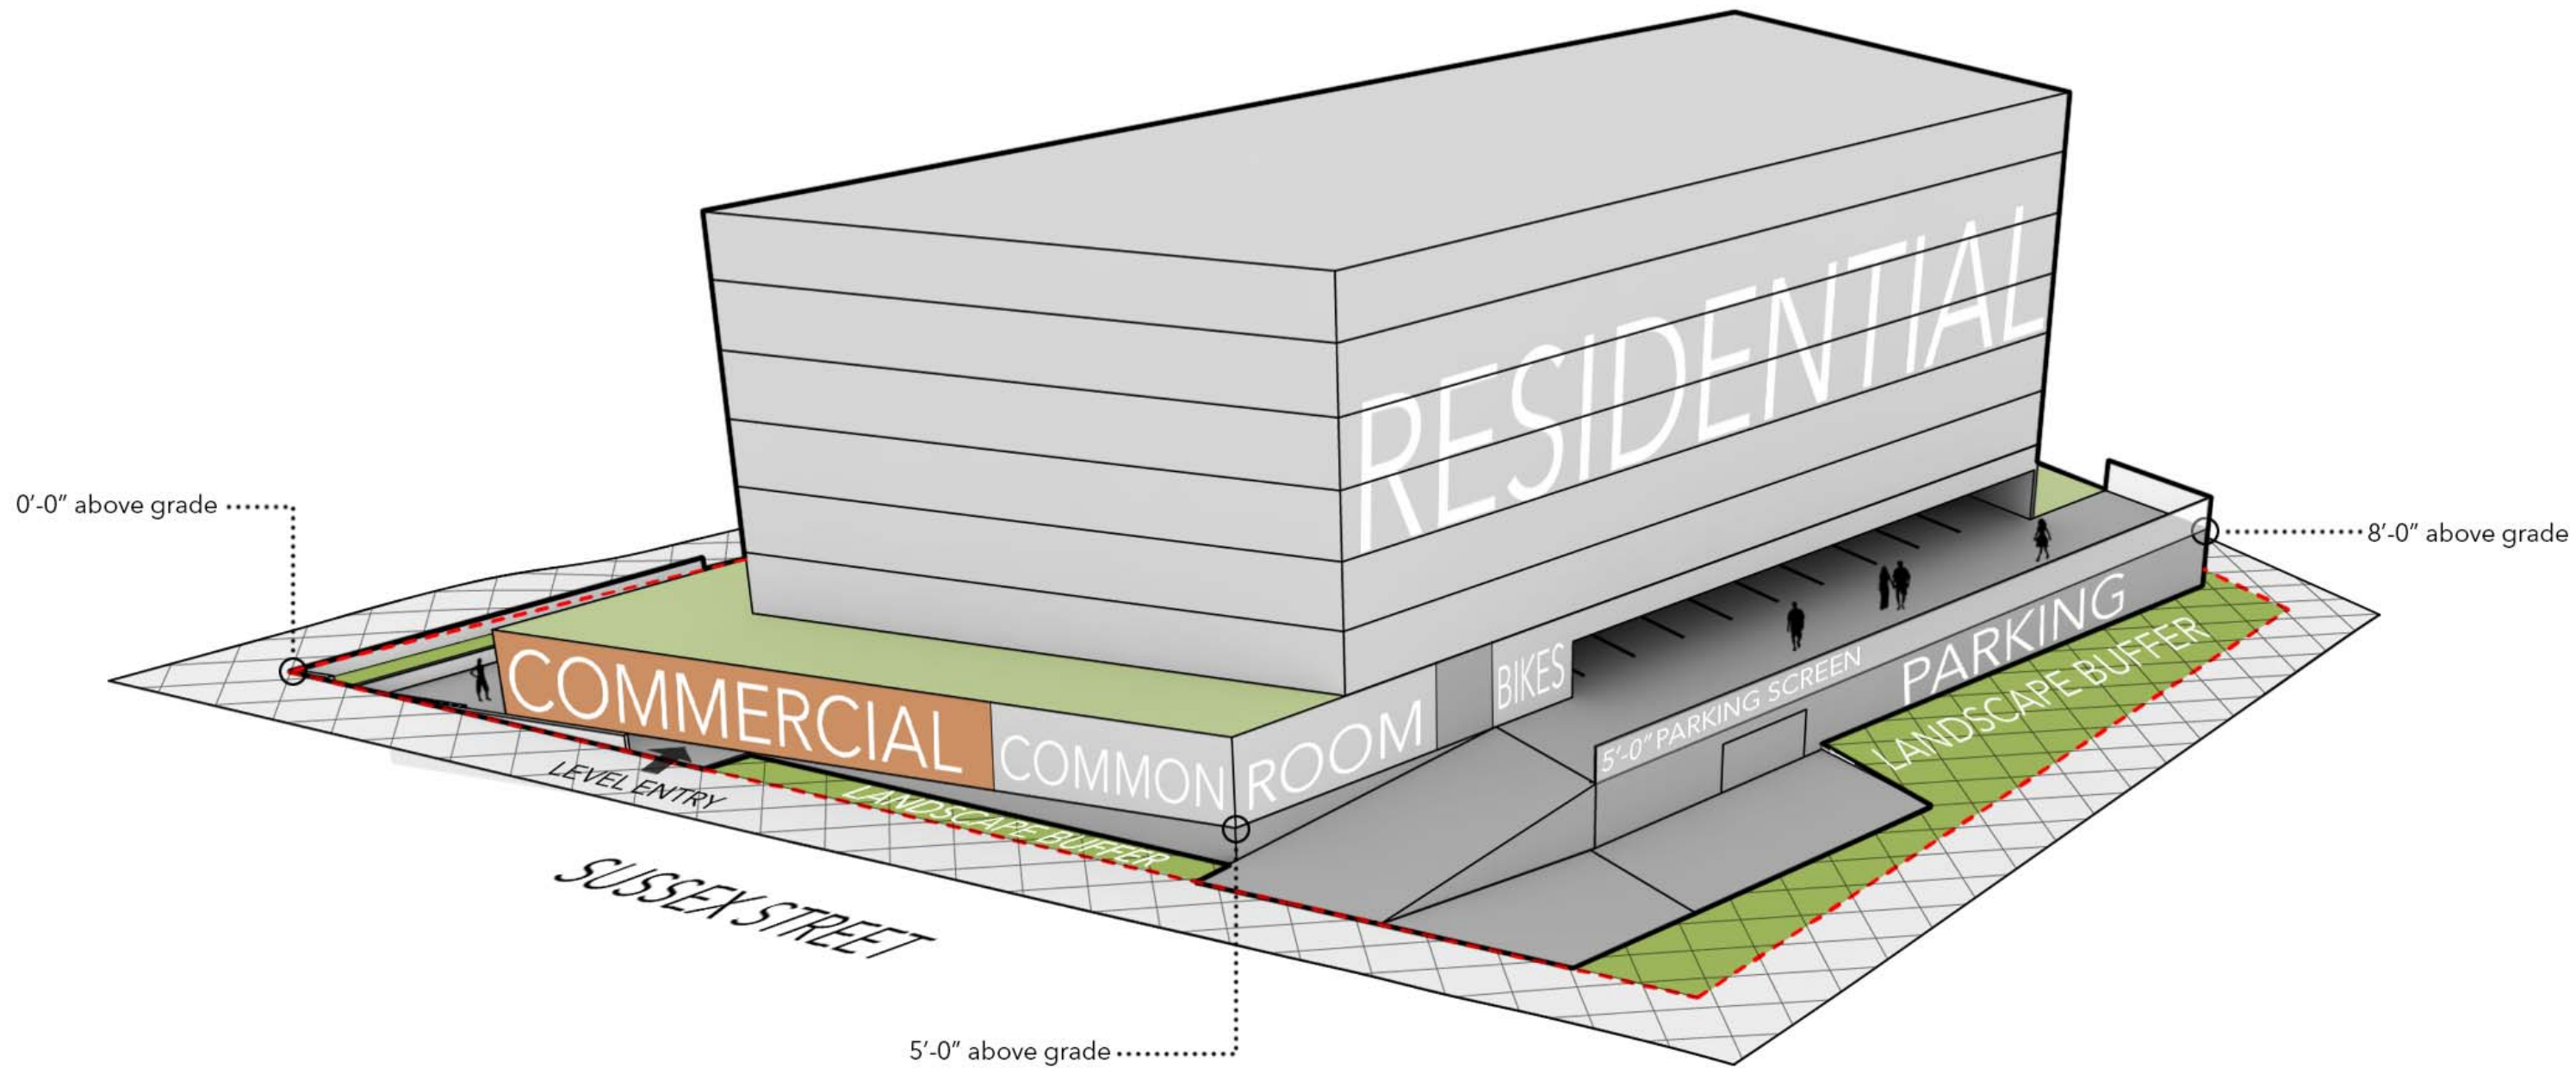 RESIDENTIAL
0'-0" above grade
8'-0" above grade
COMMERCIAL
COMMON ROOM
BIKES
5'-0" PARKING SCREEN
PARKING
LANDSCAPE BUFFER
LEVEL ENTRY
LANDSCAPE BUFFER
SUSSEX STREET
5'-0" above grade